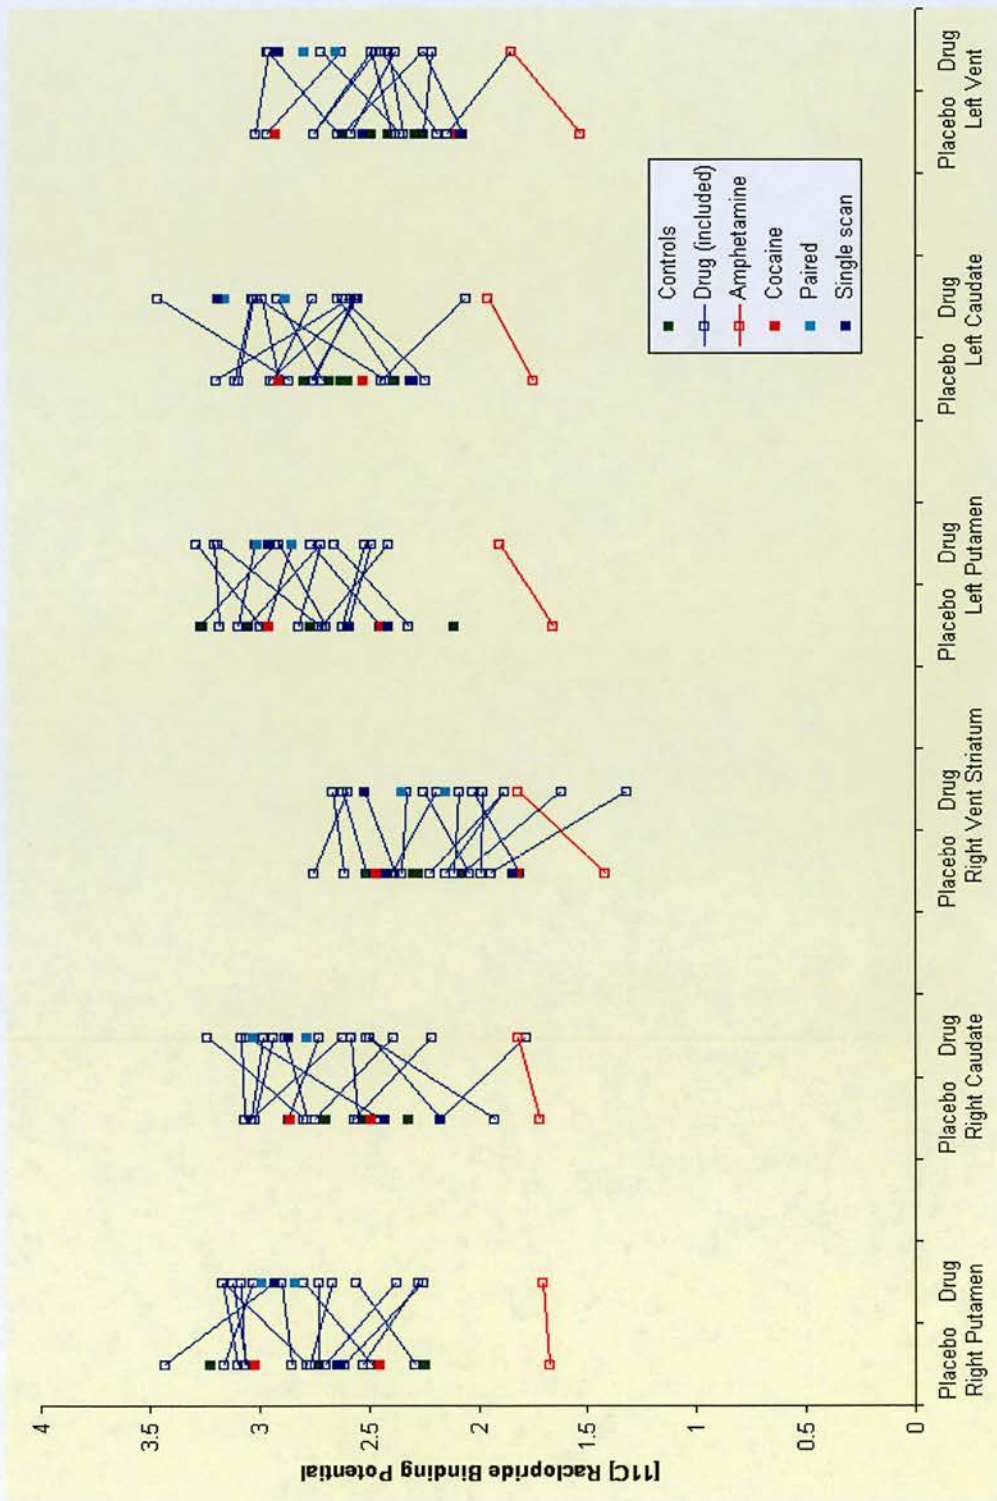 [11C] Raclopride Binding Potential
4
3.5
3
2.5
2
1.5
1
0.5
0
Placebo Drug
Right Putamen
Placebo Drug
Right Caudate
Placebo Drug
Right Vent Striatum
Placebo Drug
Left Putamen
Placebo Drug
Left Caudate
Placebo Drug
Left Vent
Controls
Drug (included)
Amphetamine
Cocaine
Paired
Single scan